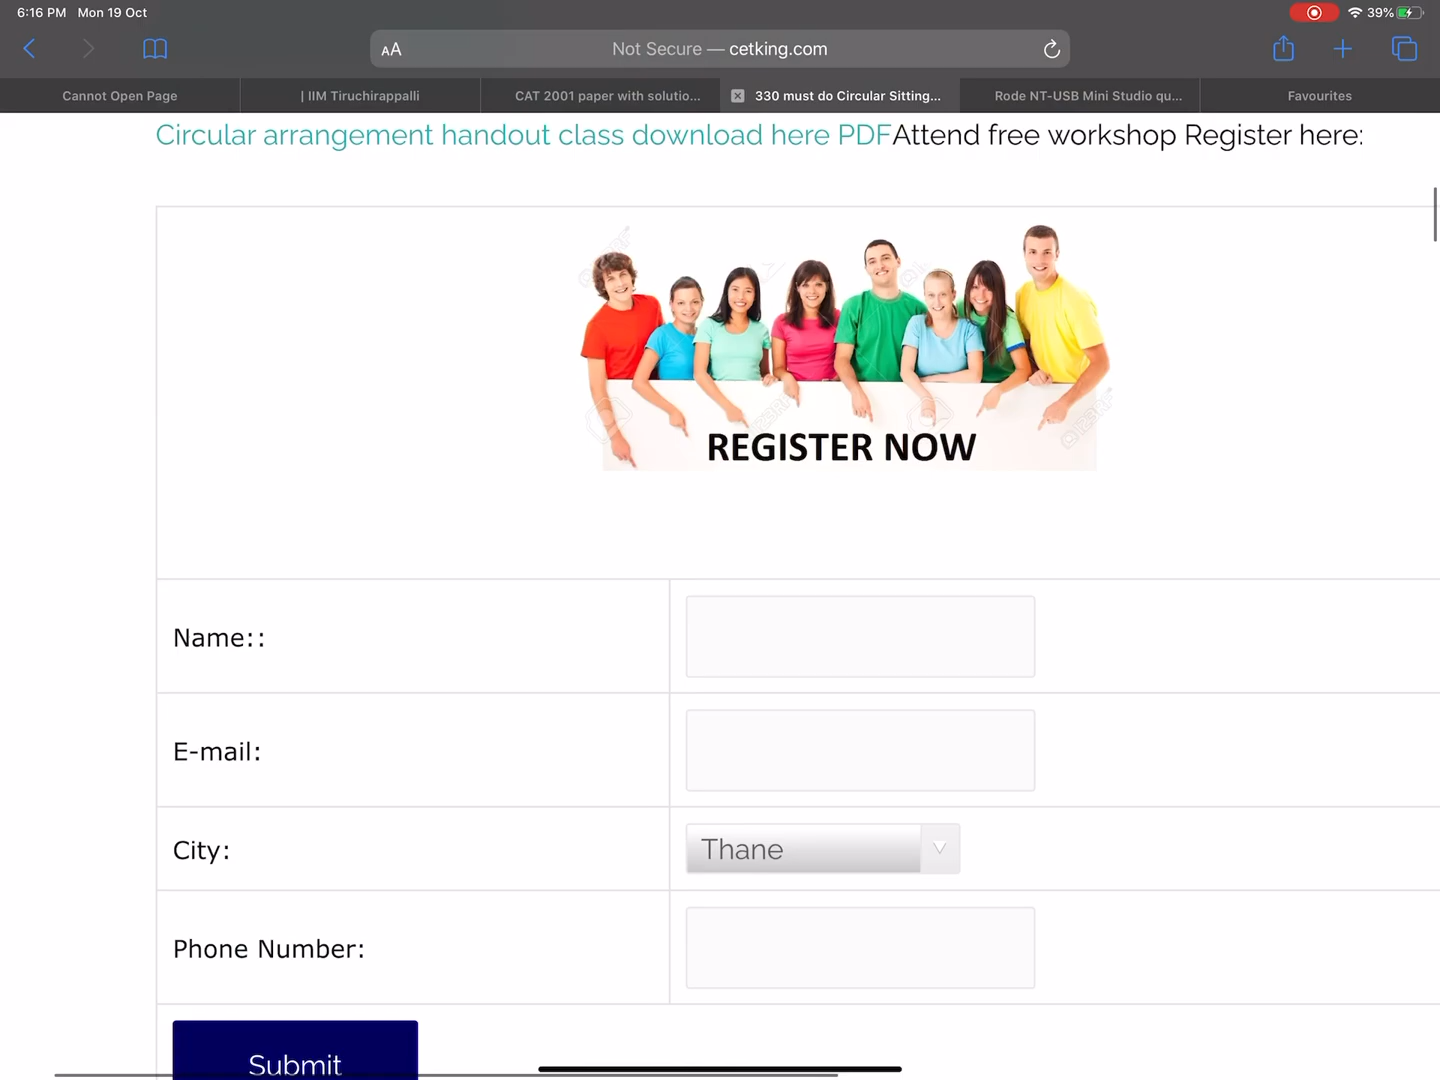 6:16 PM Mon 19 Oct
39%
AA
Not Secure — cetking.com
Cannot Open Page
| IIM Tiruchirappalli
CAT 2001 paper with solutio...
330 must do Circular Sitting...
Rode NT-USB Mini Studio qu...
Favourites
Circular arrangement handout class download here PDFAttend free workshop Register here:
REGISTER NOW
Name::
E-mail:
City:
Thane
Phone Number:
Submit